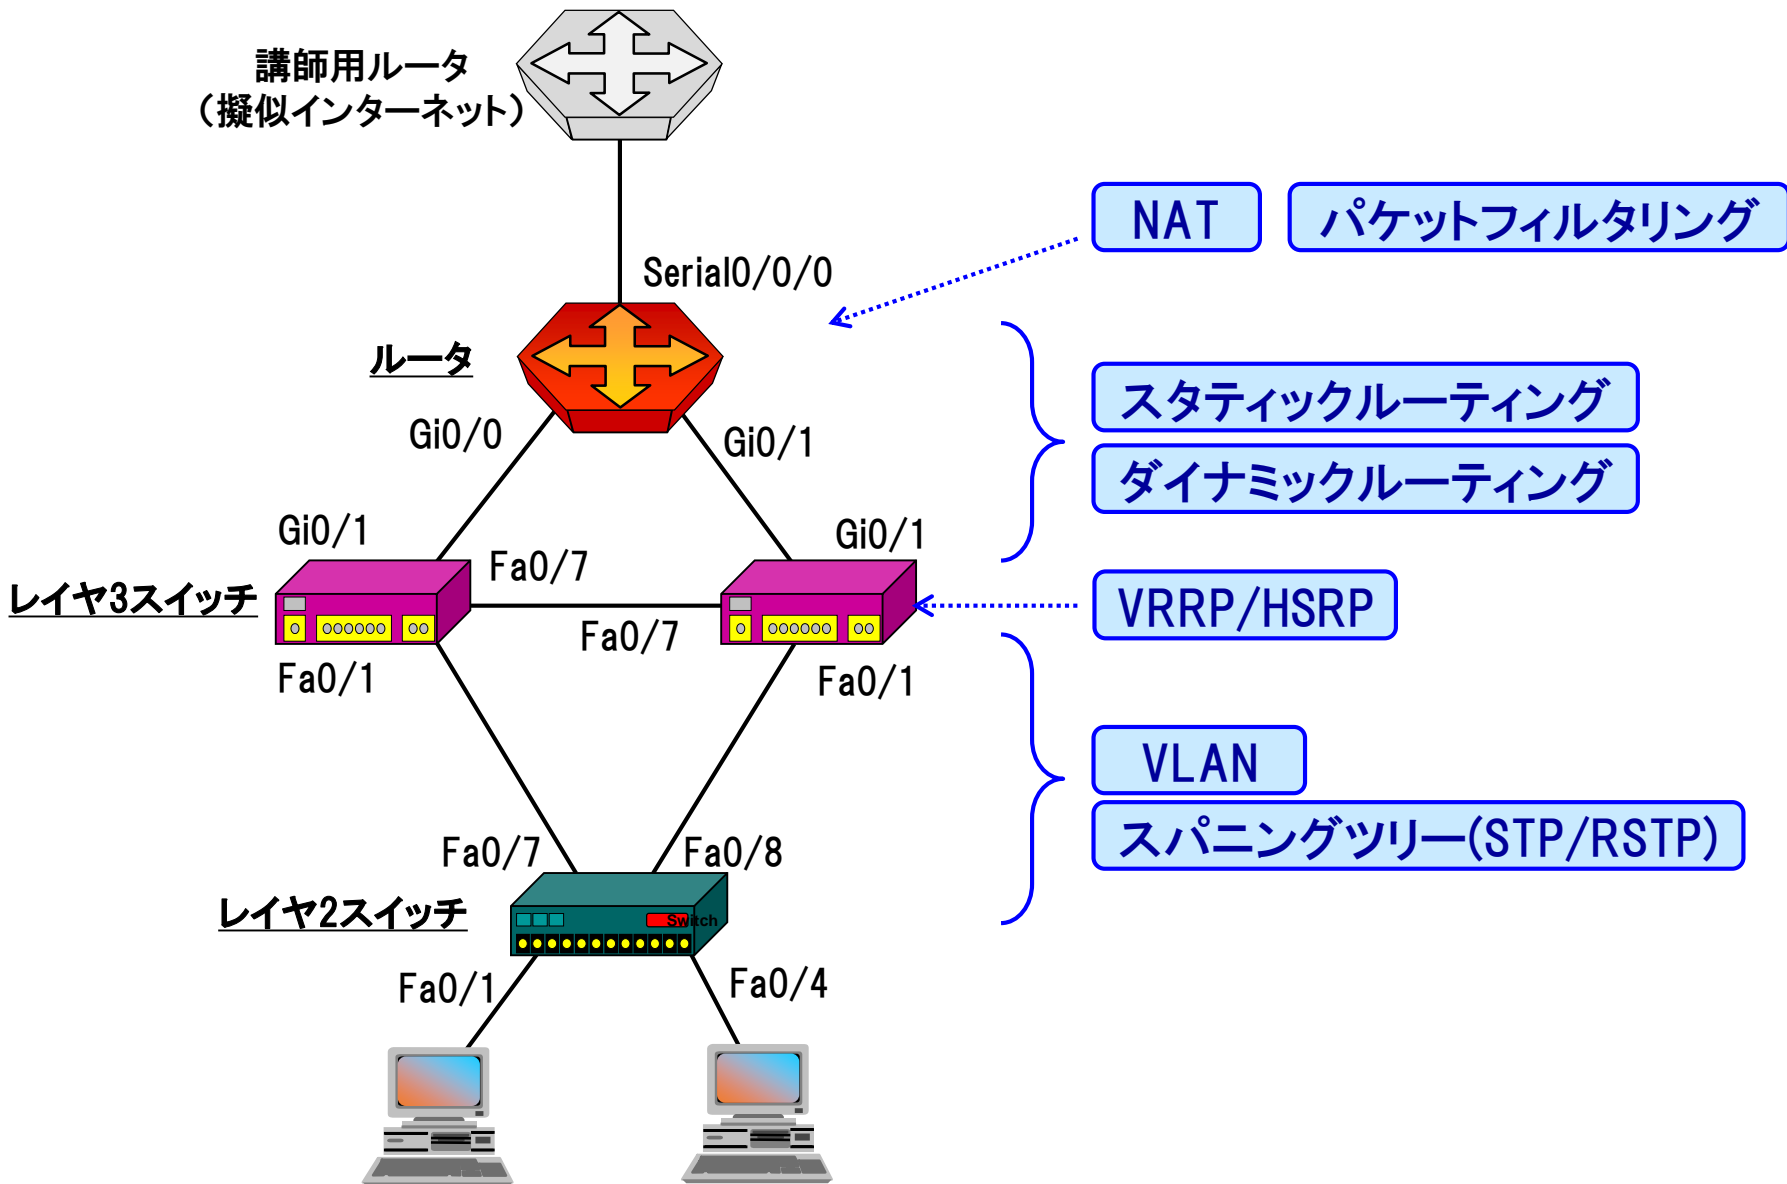 講師用ルータ
（擬似インターネット）
Serial0/0/0
NAT
パケットフィルタリング
ルータ
スタティックルーティング
Gi0/0
Gi0/1
ダイナミックルーティング
Gi0/1
Gi0/1
Fa0/7
レイヤ3スイッチ
VRRP/HSRP
Fa0/7
Fa0/1
Fa0/1
VLAN
スパニングツリー(STP/RSTP)
Fa0/7
Fa0/8
レイヤ2スイッチ
Switch
Fa0/1
Fa0/4